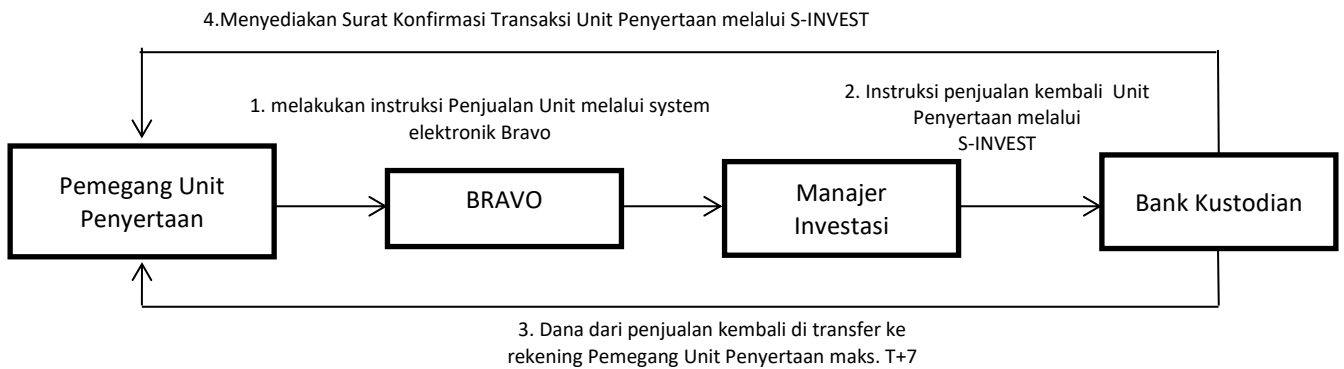 4.Menyediakan Surat Konfirmasi Transaksi Unit Penyertaan melalui S-INVEST
1. melakukan instruksi Penjualan Unit melalui system
elektronik Bravo
2. Instruksi penjualan kembali Unit
Penyertaan melalui
S-INVEST
Pemegang Unit
Penyertaan
BRAVO
Manajer
Investasi
Bank Kustodian
3. Dana dari penjualan kembali di transfer ke
rekening Pemegang Unit Penyertaan maks. T+7